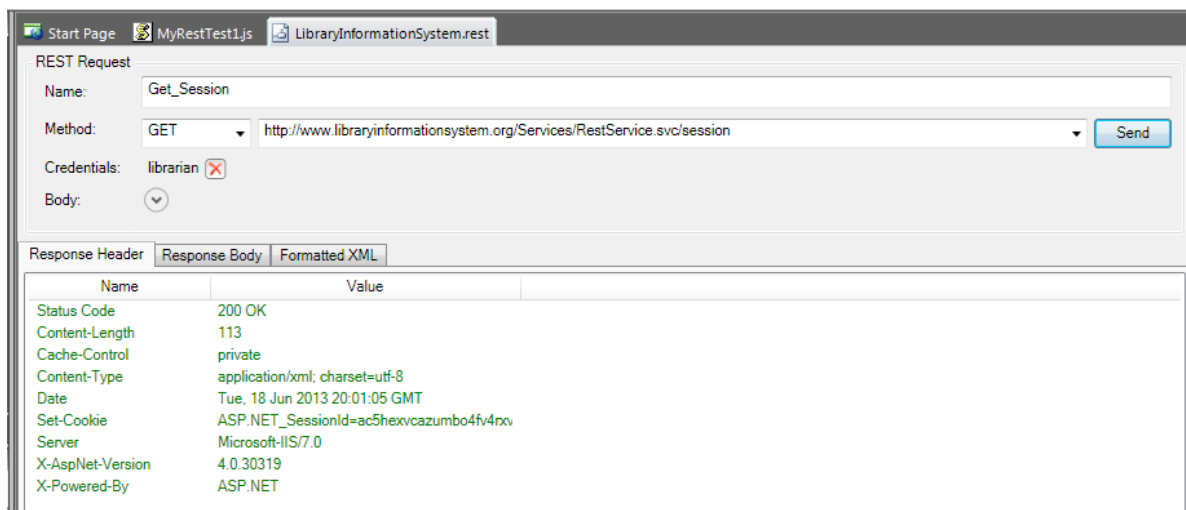 Start Page MyRestTest1.js LibraryInformationSystem.rest
REST Request
Name: Get_Session
Method: GET http://www.libraryinformationsystem.org/Services/RestService.svc/session Send
Credentials: librarian
Body:
Response Header Response Body Formatted XML
Name Value
Status Code 200 OK
Content-Length 113
Cache-Control private
Content-Type application/xml; charset=utf-8
Date Tue, 18 Jun 2013 20:01:05 GMT
Set-Cookie ASP.NET_SessionId=ac5hexvcazumbo4fv4rxv
Server Microsoft-IIS/7.0
X-AspNet-Version 4.0.30319
X-Powered-By ASP.NET